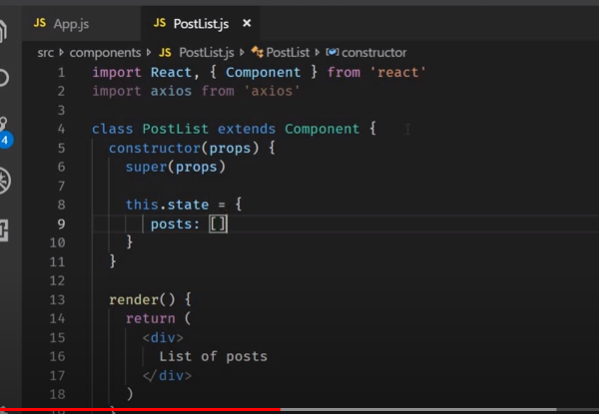 JS App.js JS PostList.js ×
src components JS PostList.js PostList constructor
1 import React, { Component } from 'react'
2 import axios from 'axios'
3
4 class PostList extends Component {
5 constructor(props) {
6 super(props)
7
8 this.state = {
9 posts: []
10 }
11 }
12
13 render() {
14 return (
15 <div>
16 List of posts
17 </div>
18 )
4